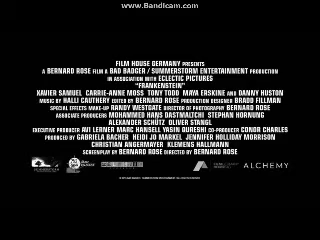 www.Bandicam.com
FILM HOUSE GERMANY PRESENTS
A BERNARD ROSE FILM A BAD BADGER / SUMMERSTORM ENTERTAINMENT PRODUCTION
IN ASSOCIATION WITH ECLECTIC PICTURES
"FRANKENSTEIN"
XAVIER SAMUEL CARRIE-ANNE MOSS TONY TODD MAYA ERSKINE AND DANNY HUSTON
MUSIC BY HALLI CAUTHERY EDITED BY BERNARD ROSE PRODUCTION DESIGNER BRADD FILLMAN
SPECIAL EFFECTS MAKE-UP RANDY WESTGATE DIRECTOR OF PHOTOGRAPHY BERNARD ROSE
ASSOCIATE PRODUCERS MOHAMMED HANS DASTMALTCHI STEPHAN HORNUNG
ALEXANDER SCHÜTZ OLIVER STANGL
EXECUTIVE PRODUCER AVI LERNER MARC HANSELL YASIN QURESHI CO-PRODUCER CONOR CHARLES
PRODUCED BY GABRIELA BACHER HEIDI JO MARKEL JENNIFER HOLLIDAY MORRISON
CHRISTIAN ANGERMAYER KLEMENS HALLMANN
SCREENPLAY BY BERNARD ROSE DIRECTED BY BERNARD ROSE
ALCHEMY